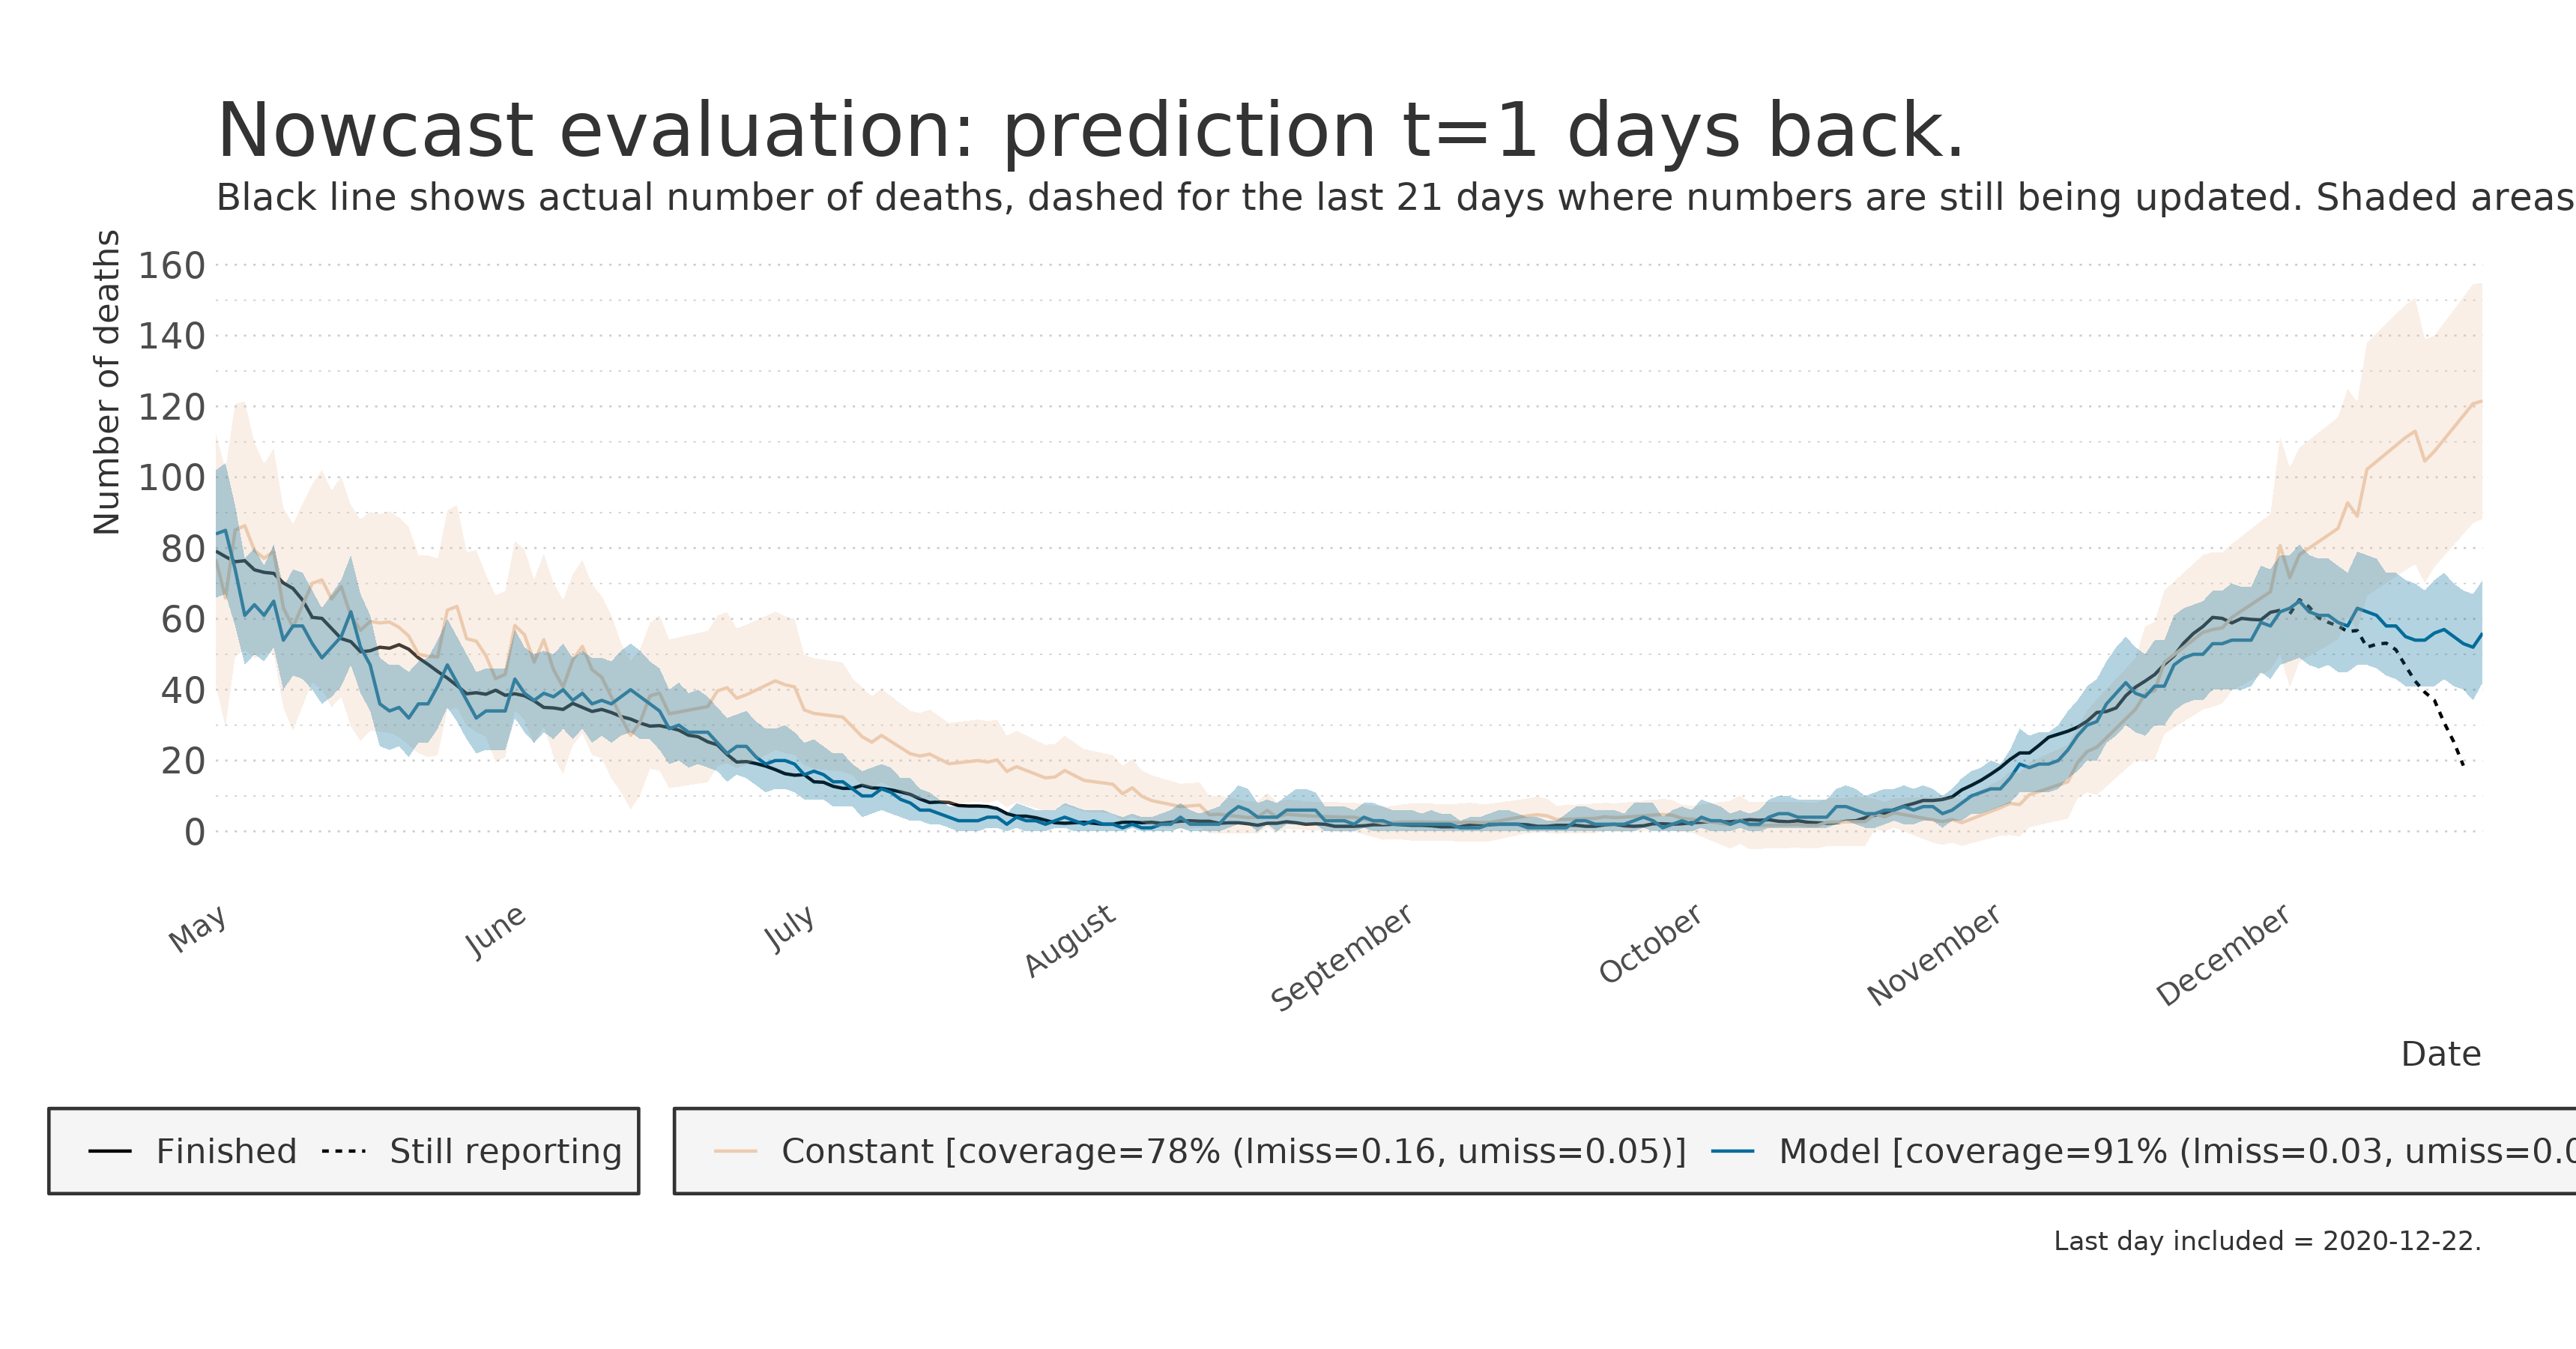 Nowcast evaluation: prediction t=1 days back.
Black line shows actual number of deaths, dashed for the last 21 days where numbers are still being updated. Shaded areas
Number of deaths
160
140
120
100
80
60
40
20
0
May
June
July
August
September
October
November
December
Date
Finished
Still reporting
Constant [coverage=78% (lmiss=0.16, umiss=0.05)]
Model [coverage=91% (lmiss=0.03, umiss=0.0
Last day included = 2020-12-22.